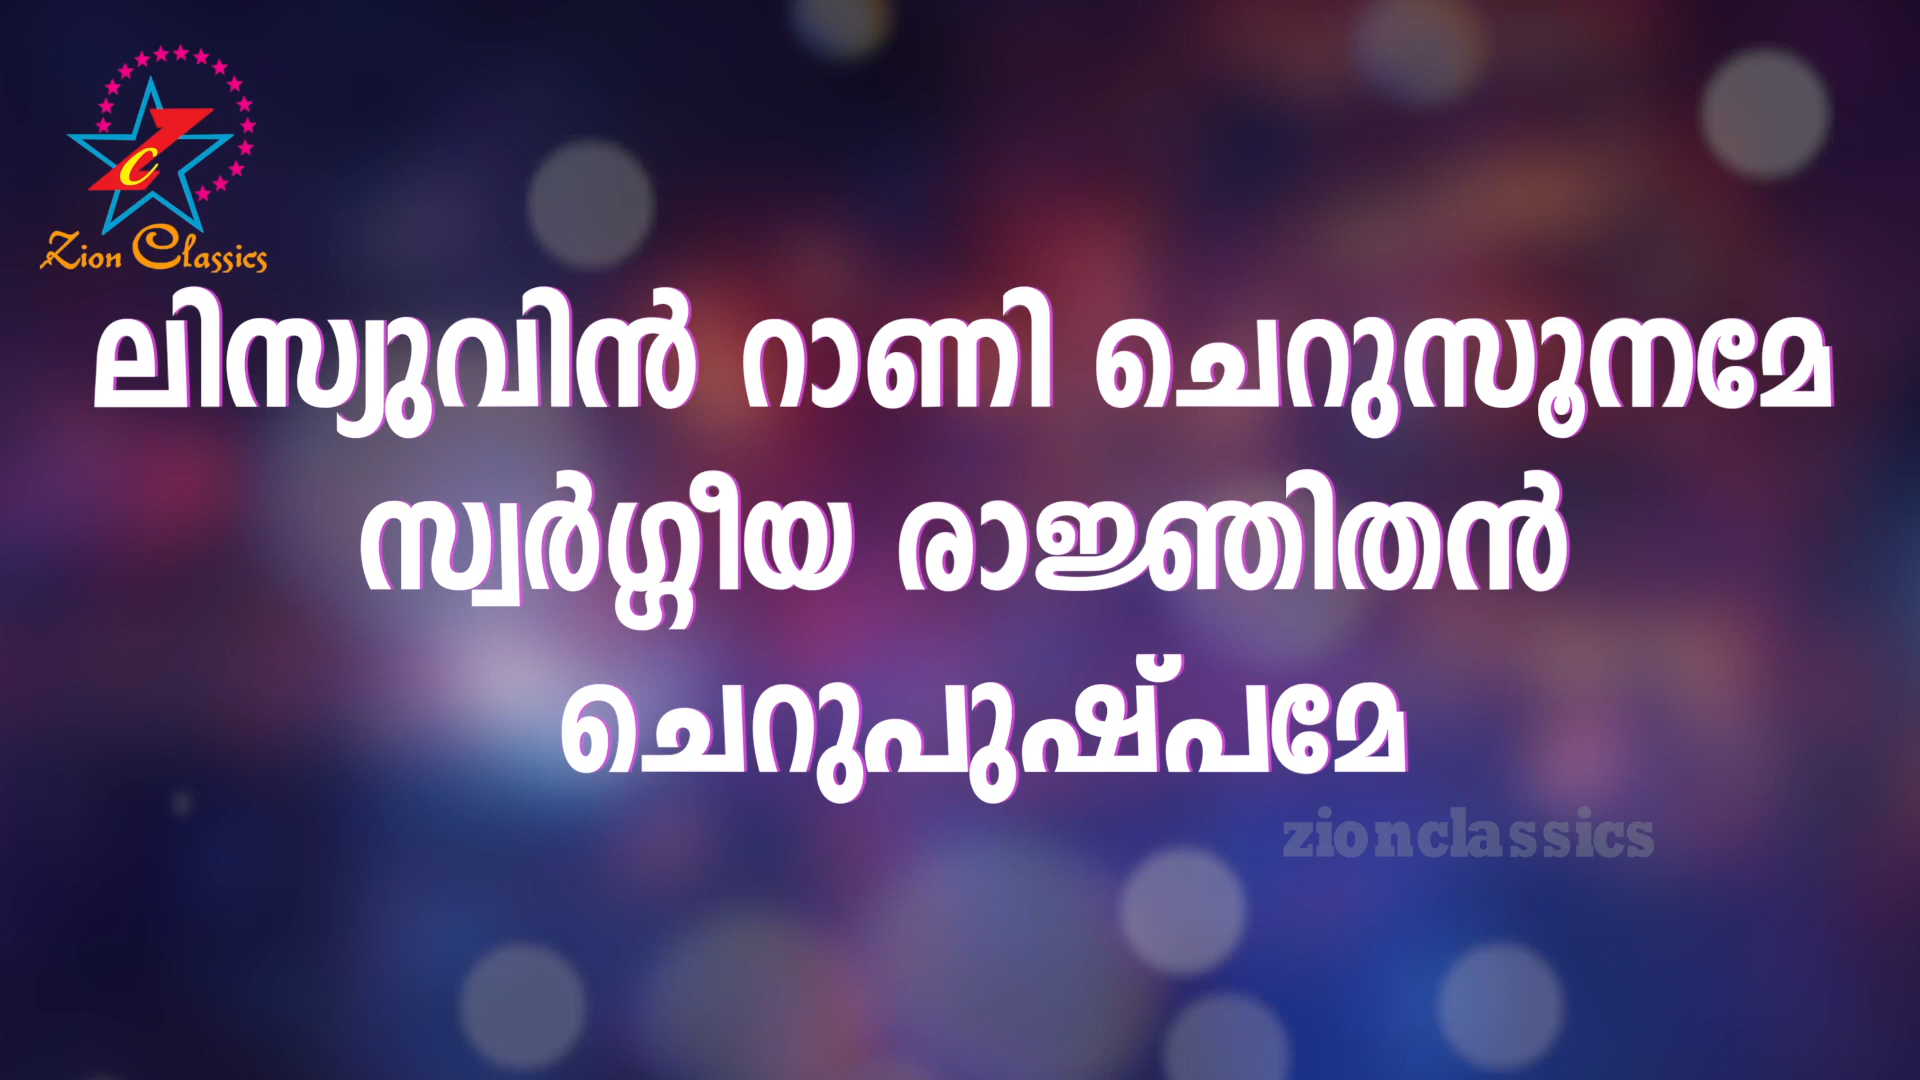 Zion Classics
ലിസ്യുവിൻ റാണി ചെറുസൂനമേ
സ്വർഗ്ഗീയ രാജ്ഞിതൻ
ചെറുപുഷ്പമേ
zionclassics